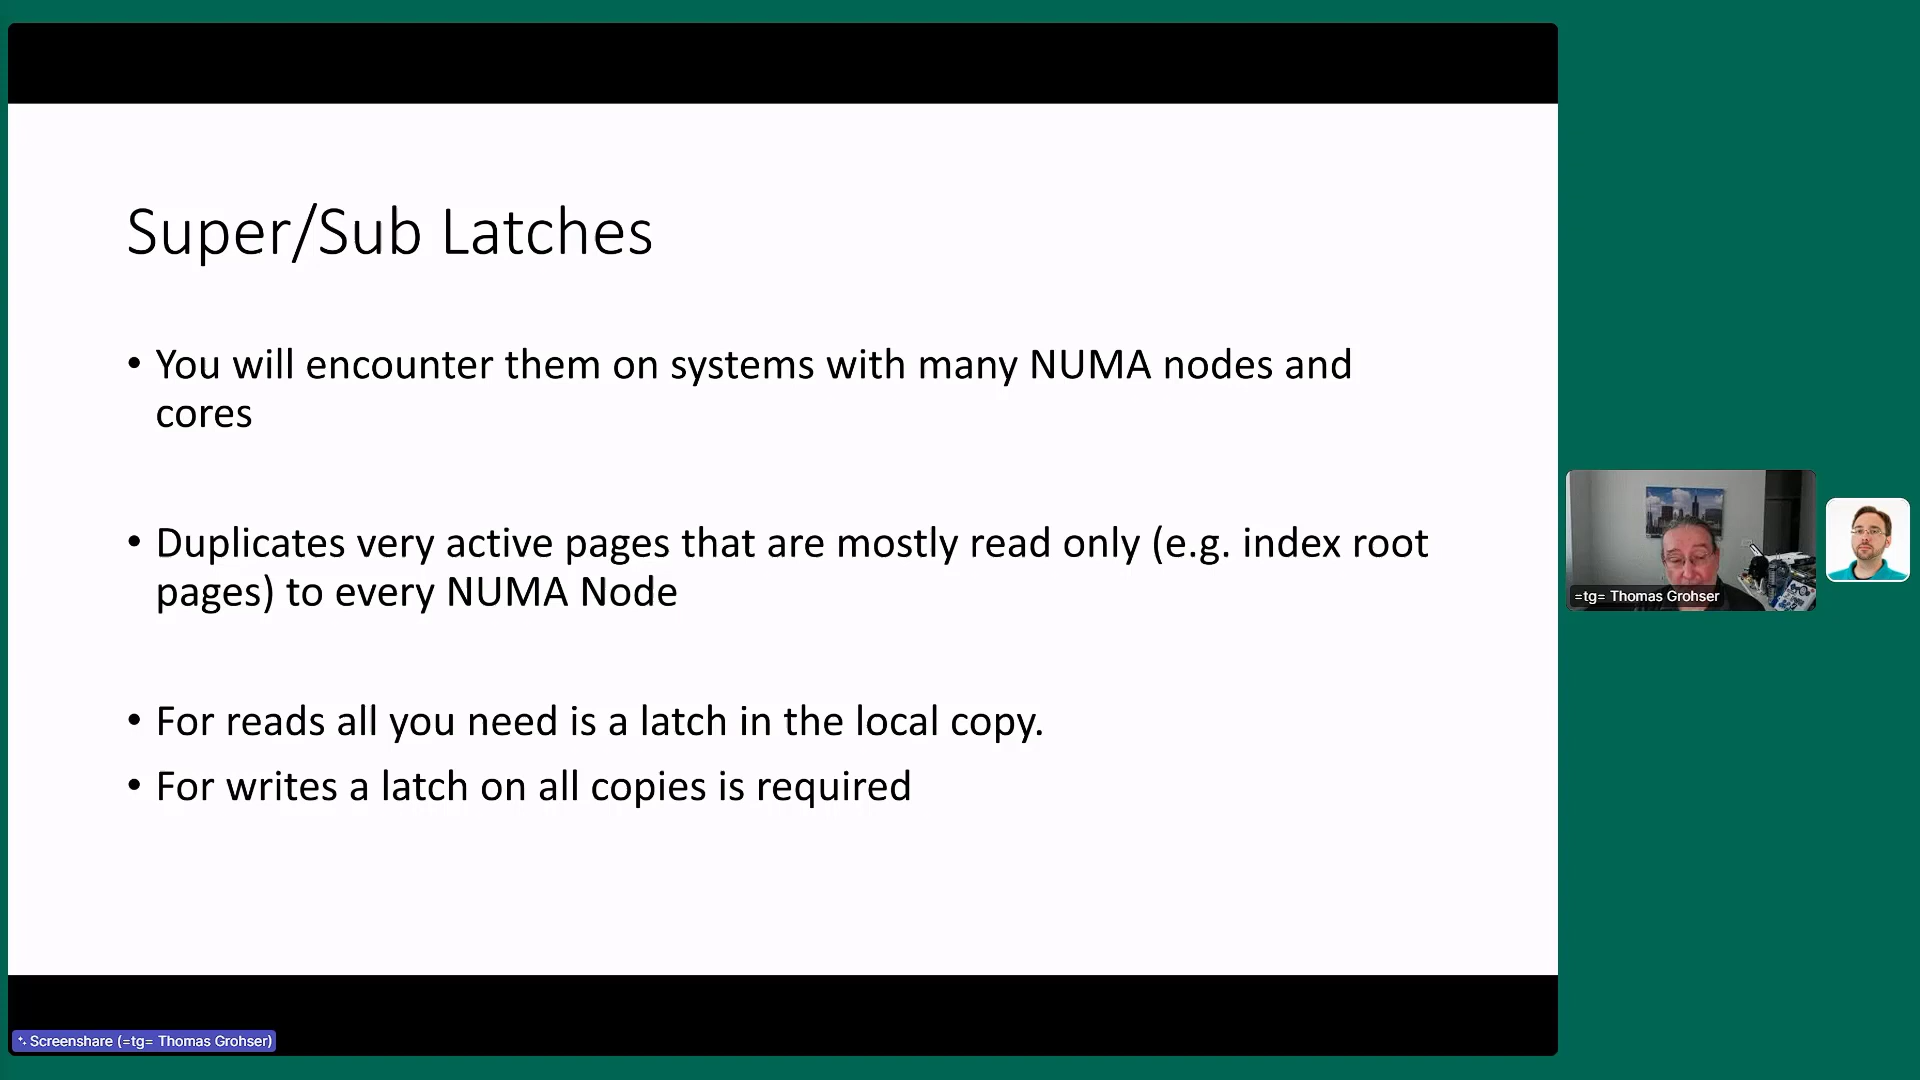 Super/Sub Latches
• You will encounter them on systems with many NUMA nodes and
cores
• Duplicates very active pages that are mostly read only (e.g. index root
pages) to every NUMA Node
• For reads all you need is a latch in the local copy.
• For writes a latch on all copies is required
=tg= Thomas Grohser
Screenshare (=tg= Thomas Grohser)